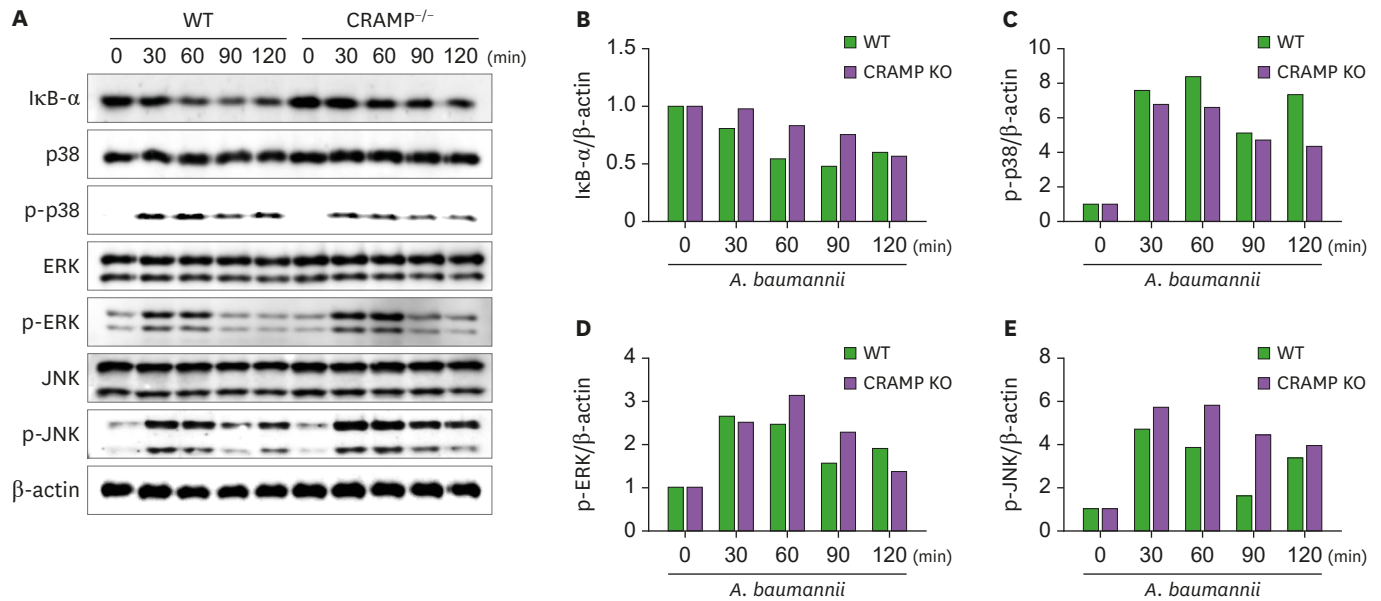 A
WT CRAMP⁻/⁻
0 30 60 90 120 0 30 60 90 120 (min)
IκB-α
p38
p-p38
ERK
p-ERK
JNK
p-JNK
β-actin
B
IκB-α/β-actin
1.5
1.0
0.5
0
WT
CRAMP KO
0 30 60 90 120 (min)
A. baumannii
C
p-p38/β-actin
10
8
6
4
2
0
WT
CRAMP KO
0 30 60 90 120 (min)
A. baumannii
D
p-ERK/β-actin
4
3
2
1
0
WT
CRAMP KO
0 30 60 90 120 (min)
A. baumannii
E
p-JNK/β-actin
8
6
4
2
0
WT
CRAMP KO
0 30 60 90 120 (min)
A. baumannii